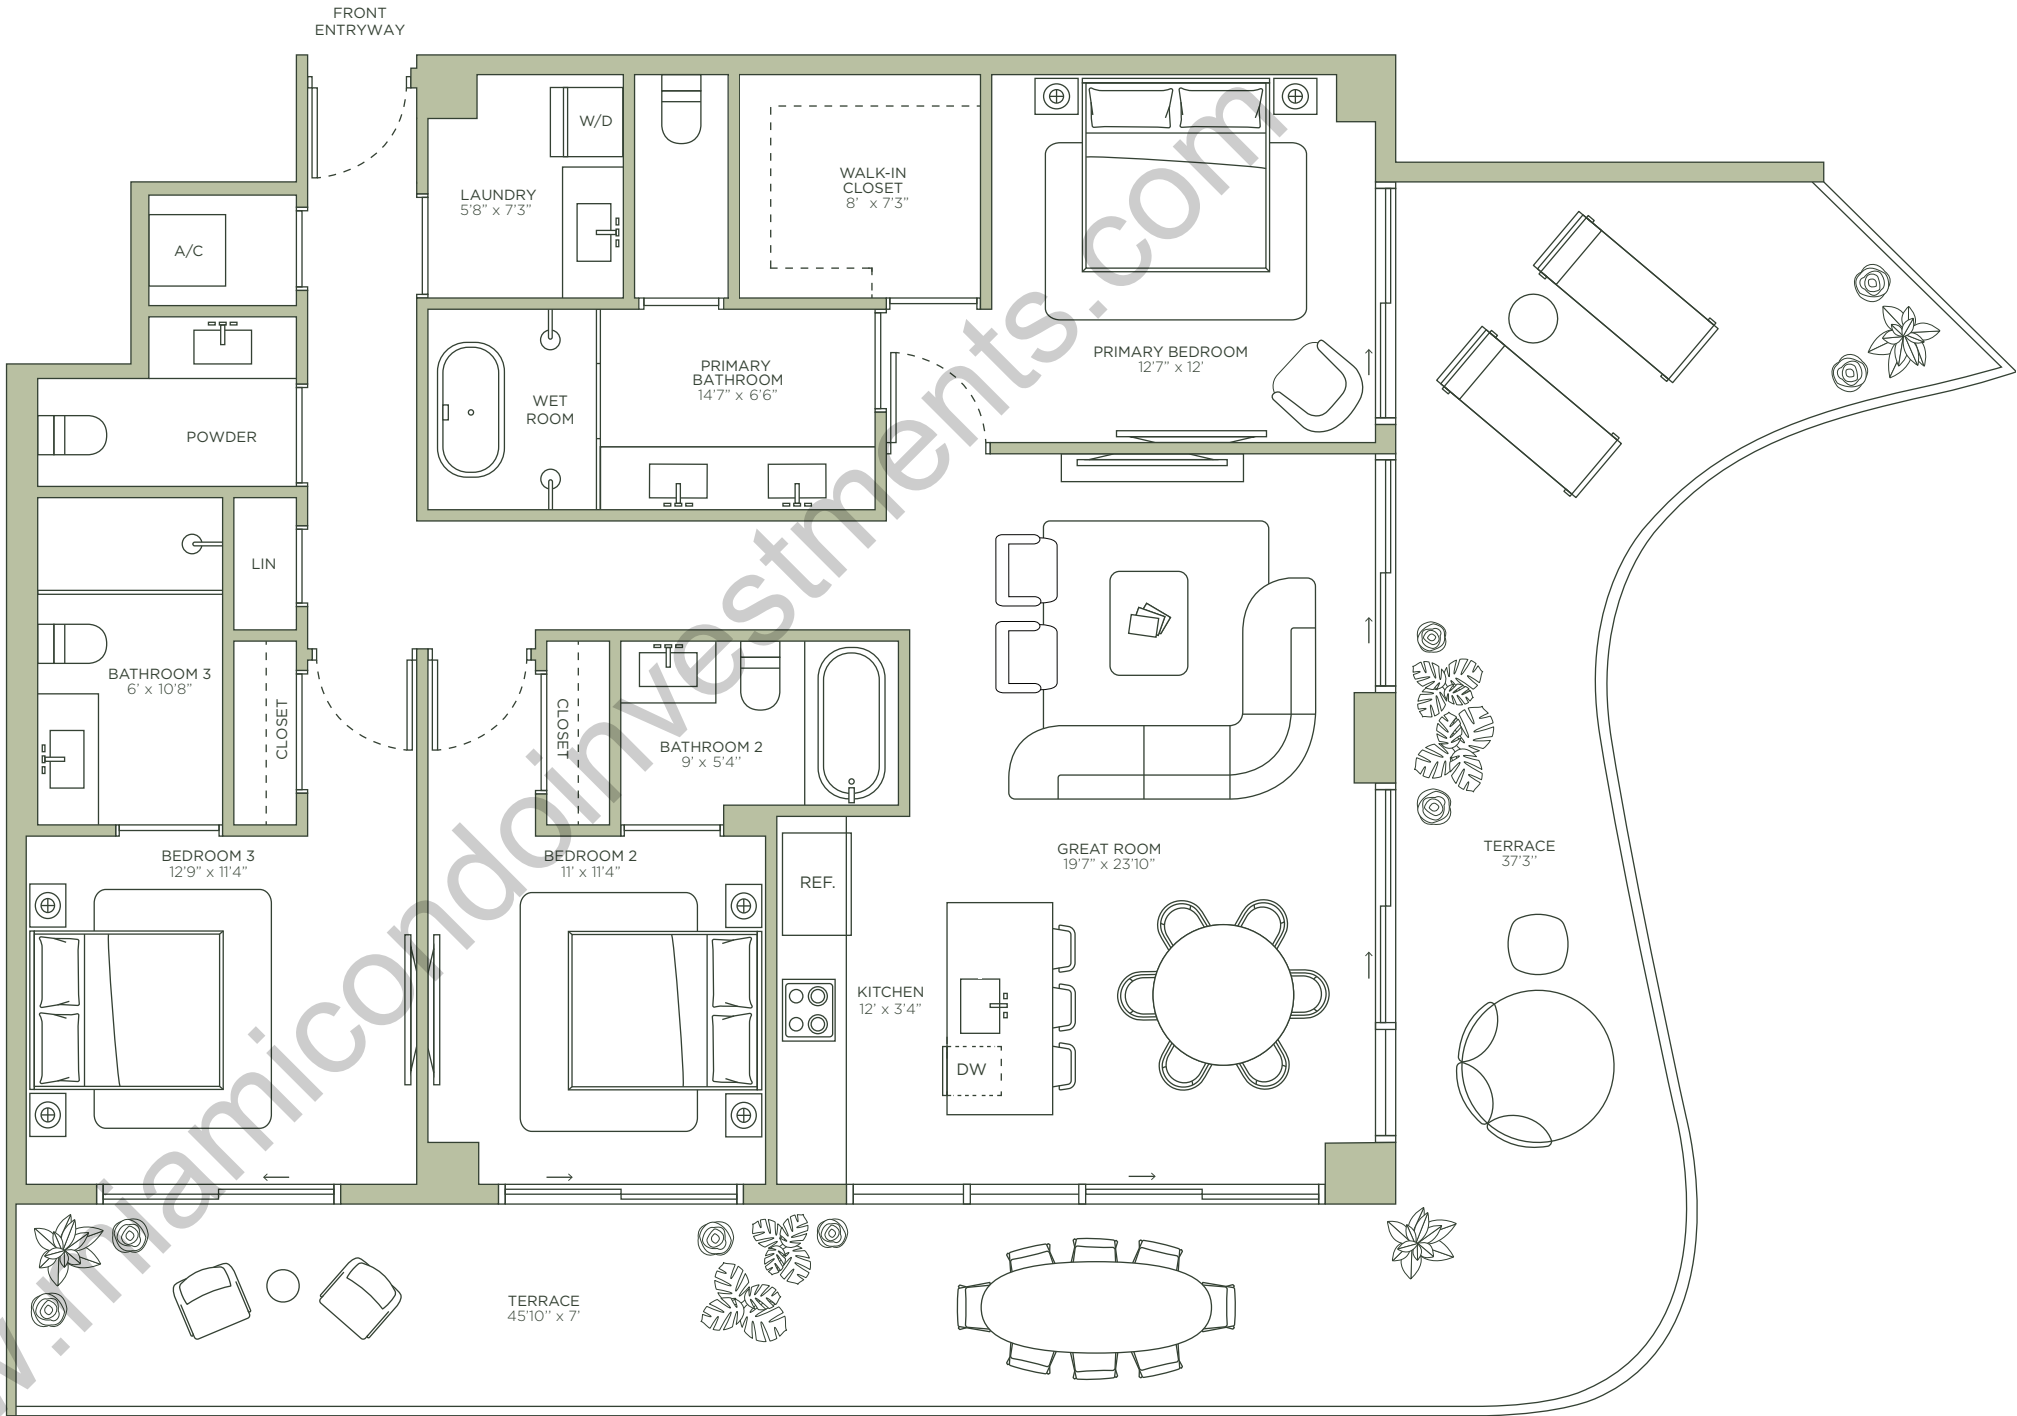 FRONT
ENTRYWAY
W/D
LAUNDRY
5'8" x 7'3"
WALK-IN
CLOSET
8' x 7'3"
A/C
PRIMARY BEDROOM
12'7" x 12'
PRIMARY
BATHROOM
14'7" x 6'6"
WET
ROOM
POWDER
LIN
BATHROOM 3
6' x 10'8"
CLOSET
CLOSET
BATHROOM 2
9' x 5'4"
BEDROOM 3
12'9" x 11'4"
BEDROOM 2
11' x 11'4"
GREAT ROOM
19'7" x 23'10"
TERRACE
37'3"
REF.
KITCHEN
12' x 3'4"
DW
TERRACE
45'10" x 7'
w.miamicondoinvestments.com